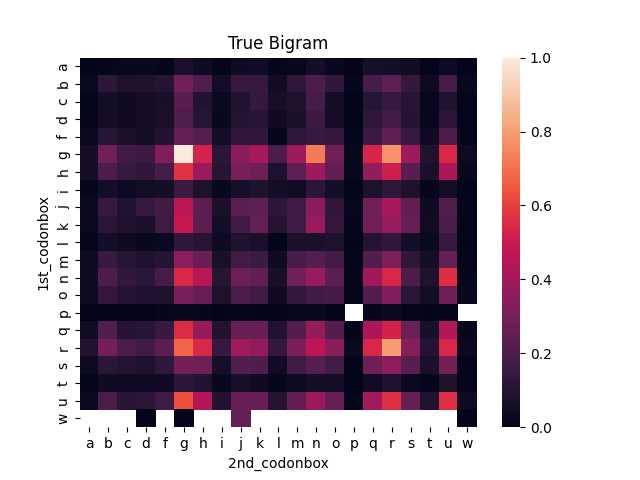 True Bigram
1st_codonbox
a
b
c
d
f
g
h
i
j
k
l
m
n
o
p
q
r
s
t
u
w
a b c d f g h i j k l m n o p q r s t u w
2nd_codonbox
1.0
0.8
0.6
0.4
0.2
0.0